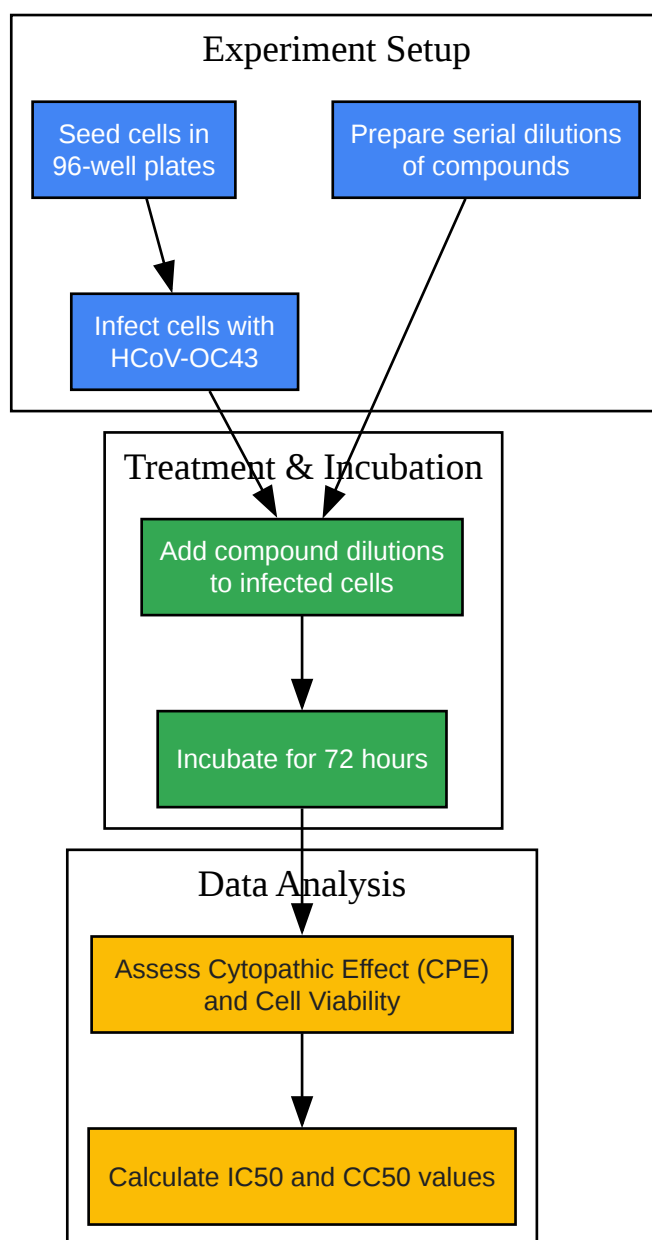 Experiment Setup
Seed cells in
96-well plates
Prepare serial dilutions
of compounds
Infect cells with
HCoV-OC43
Treatment & Incubation
Add compound dilutions
to infected cells
Incubate for 72 hours
Data Analysis
Assess Cytopathic Effect (CPE)
and Cell Viability
Calculate IC50 and CC50 values